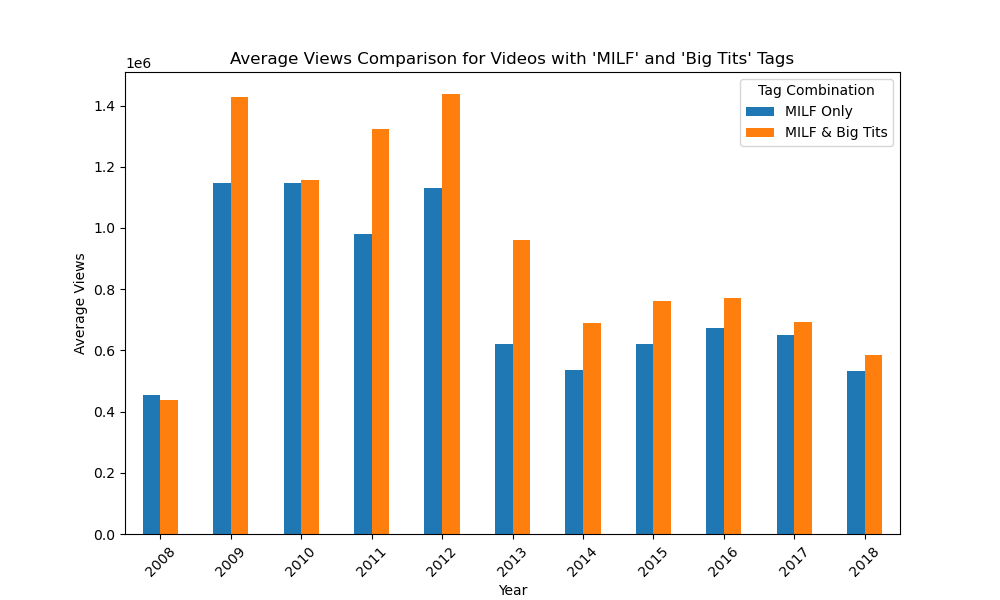 Average Views Comparison for Videos with 'MILF' and 'Big Tits' Tags
1e6
Tag Combination
MILF Only
MILF & Big Tits
1.4
1.2
1.0
0.8
0.6
0.4
0.2
0.0
Average Views
2008
2009
2010
2011
2012
2013
2014
2015
2016
2017
2018
Year